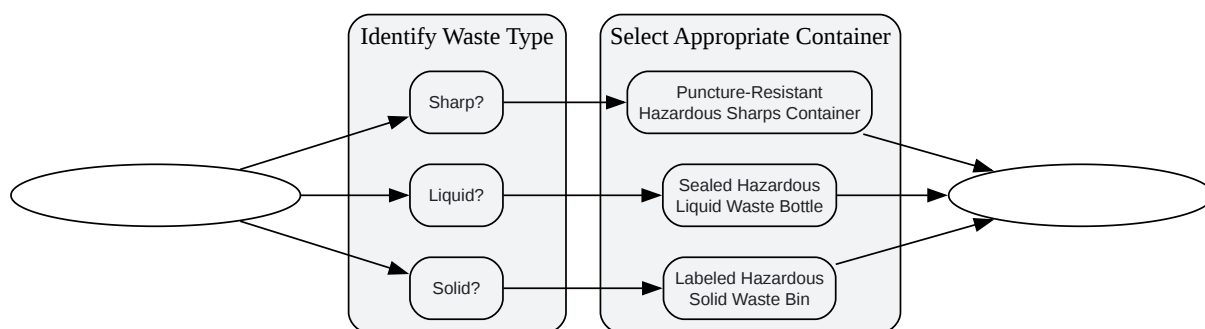 Identify Waste Type
Select Appropriate Container
Sharp?
Puncture-Resistant
Hazardous Sharps Container
Liquid?
Sealed Hazardous
Liquid Waste Bottle
Solid?
Labeled Hazardous
Solid Waste Bin